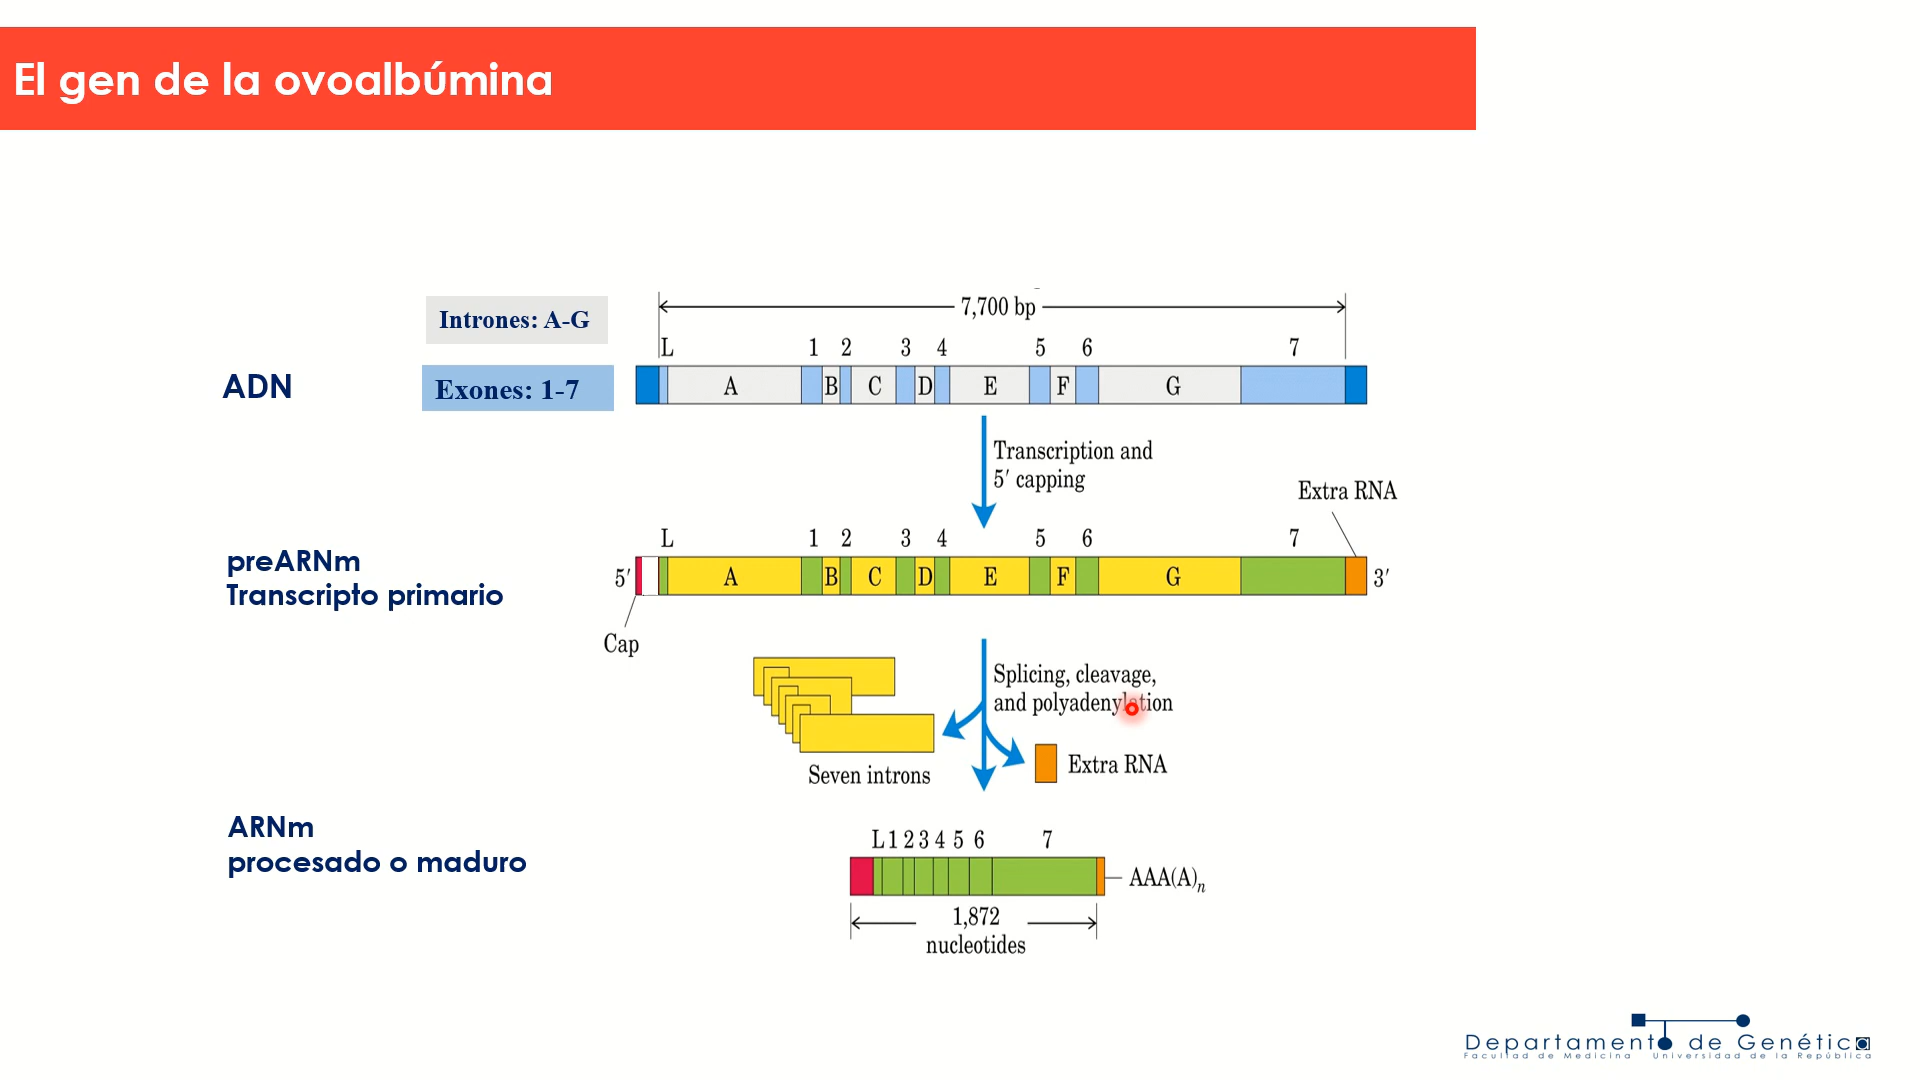 El gen de la ovoalbúmina
Intrones: A-G
7,700 bp
L 1 2 3 4 5 6 7
ADN
Exones: 1-7
A B C D E F G
Transcription and
5′ capping
Extra RNA
L 1 2 3 4 5 6 7
preARNm
Transcripto primario
5′ A B C D E F G 3′
Cap
Splicing, cleavage,
and polyadenylation
Extra RNA
Seven introns
ARNm
procesado o maduro
L 1 2 3 4 5 6 7
AAA(A)n
1,872
nucleotides
Departamento de Genética
Facultad de Medicina Universidad de la República